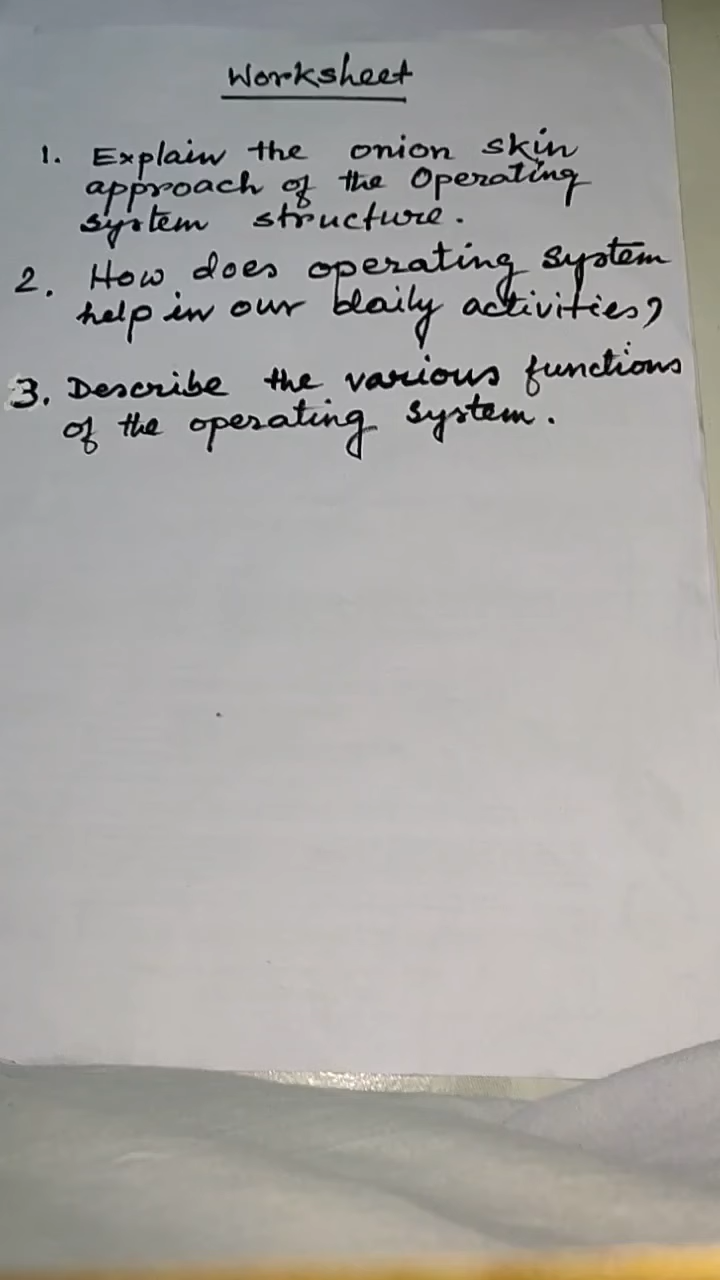 Worksheet
1. Explain the onion skin
approach of the Operating
system structure.
2. How does operating system
help in our blaily activities?
3. Describe the various functions
of the operating system.